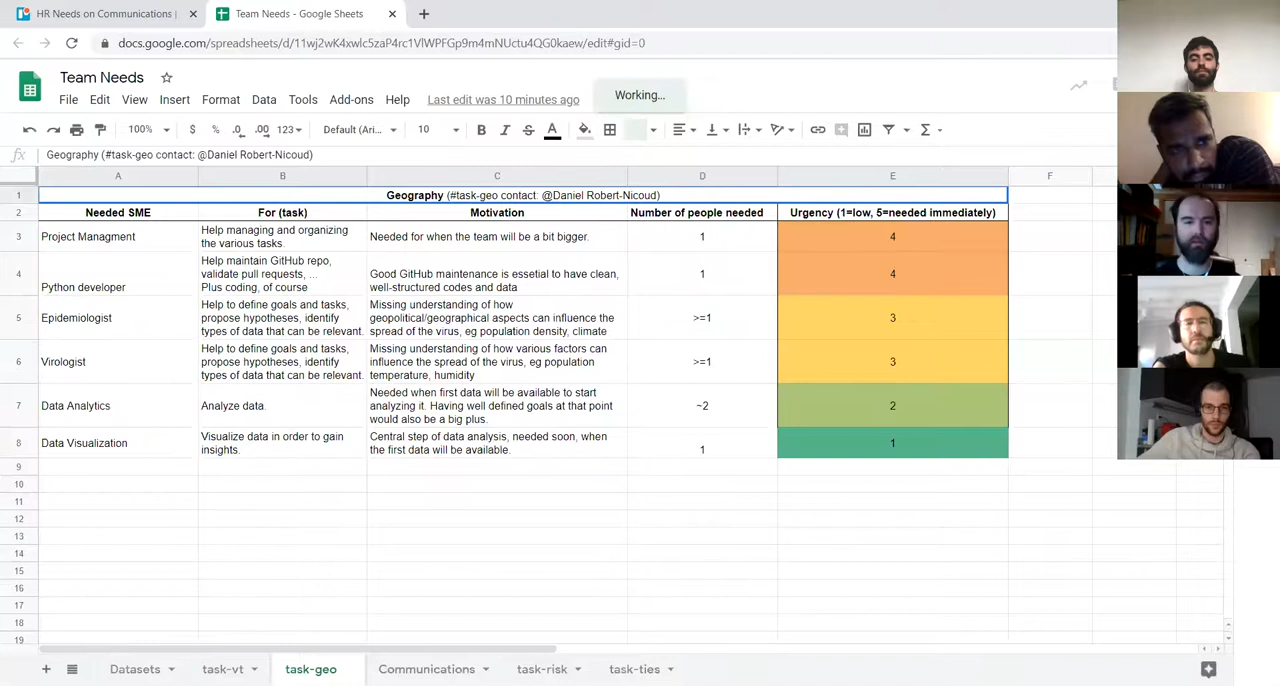 HR Needs on Communications |
Team Needs - Google Sheets
docs.google.com/spreadsheets/d/11wj2wK4xwlc5zaP4rc1VlWPFGp9m4mNUctu4QG0kaew/edit#gid=0
Team Needs
File Edit View Insert Format Data Tools Add-ons Help Last edit was 10 minutes ago
Working...
100% $ % .0 .00 123 Default (Ari... 10 B I S A
fx Geography (#task-geo contact: @Daniel Robert-Nicoud)
A B C D E F
1 Geography (#task-geo contact: @Daniel Robert-Nicoud)
2 Needed SME For (task) Motivation Number of people needed Urgency (1=low, 5=needed immediately)
3 Project Managment Help managing and organizing the various tasks. Needed for when the team will be a bit bigger. 1 4
4 Python developer Help maintain GitHub repo, validate pull requests, ... Plus coding, of course Good GitHub maintenance is essetial to have clean, well-structured codes and data 1 4
5 Epidemiologist Help to define goals and tasks, propose hypotheses, identify types of data that can be relevant. Missing understanding of how geopolitical/geographical aspects can influence the spread of the virus, eg population density, climate >=1 3
6 Virologist Help to define goals and tasks, propose hypotheses, identify types of data that can be relevant. Missing understanding of how various factors can influence the spread of the virus, eg population temperature, humidity >=1 3
7 Data Analytics Analyze data. Needed when first data will be available to start analyzing it. Having well defined goals at that point would also be a big plus. ~2 2
8 Data Visualization Visualize data in order to gain insights. Central step of data analysis, needed soon, when the first data will be available. 1 1
9
10
11
12
13
14
15
16
17
18
19
Datasets task-vt task-geo Communications task-risk task-ties